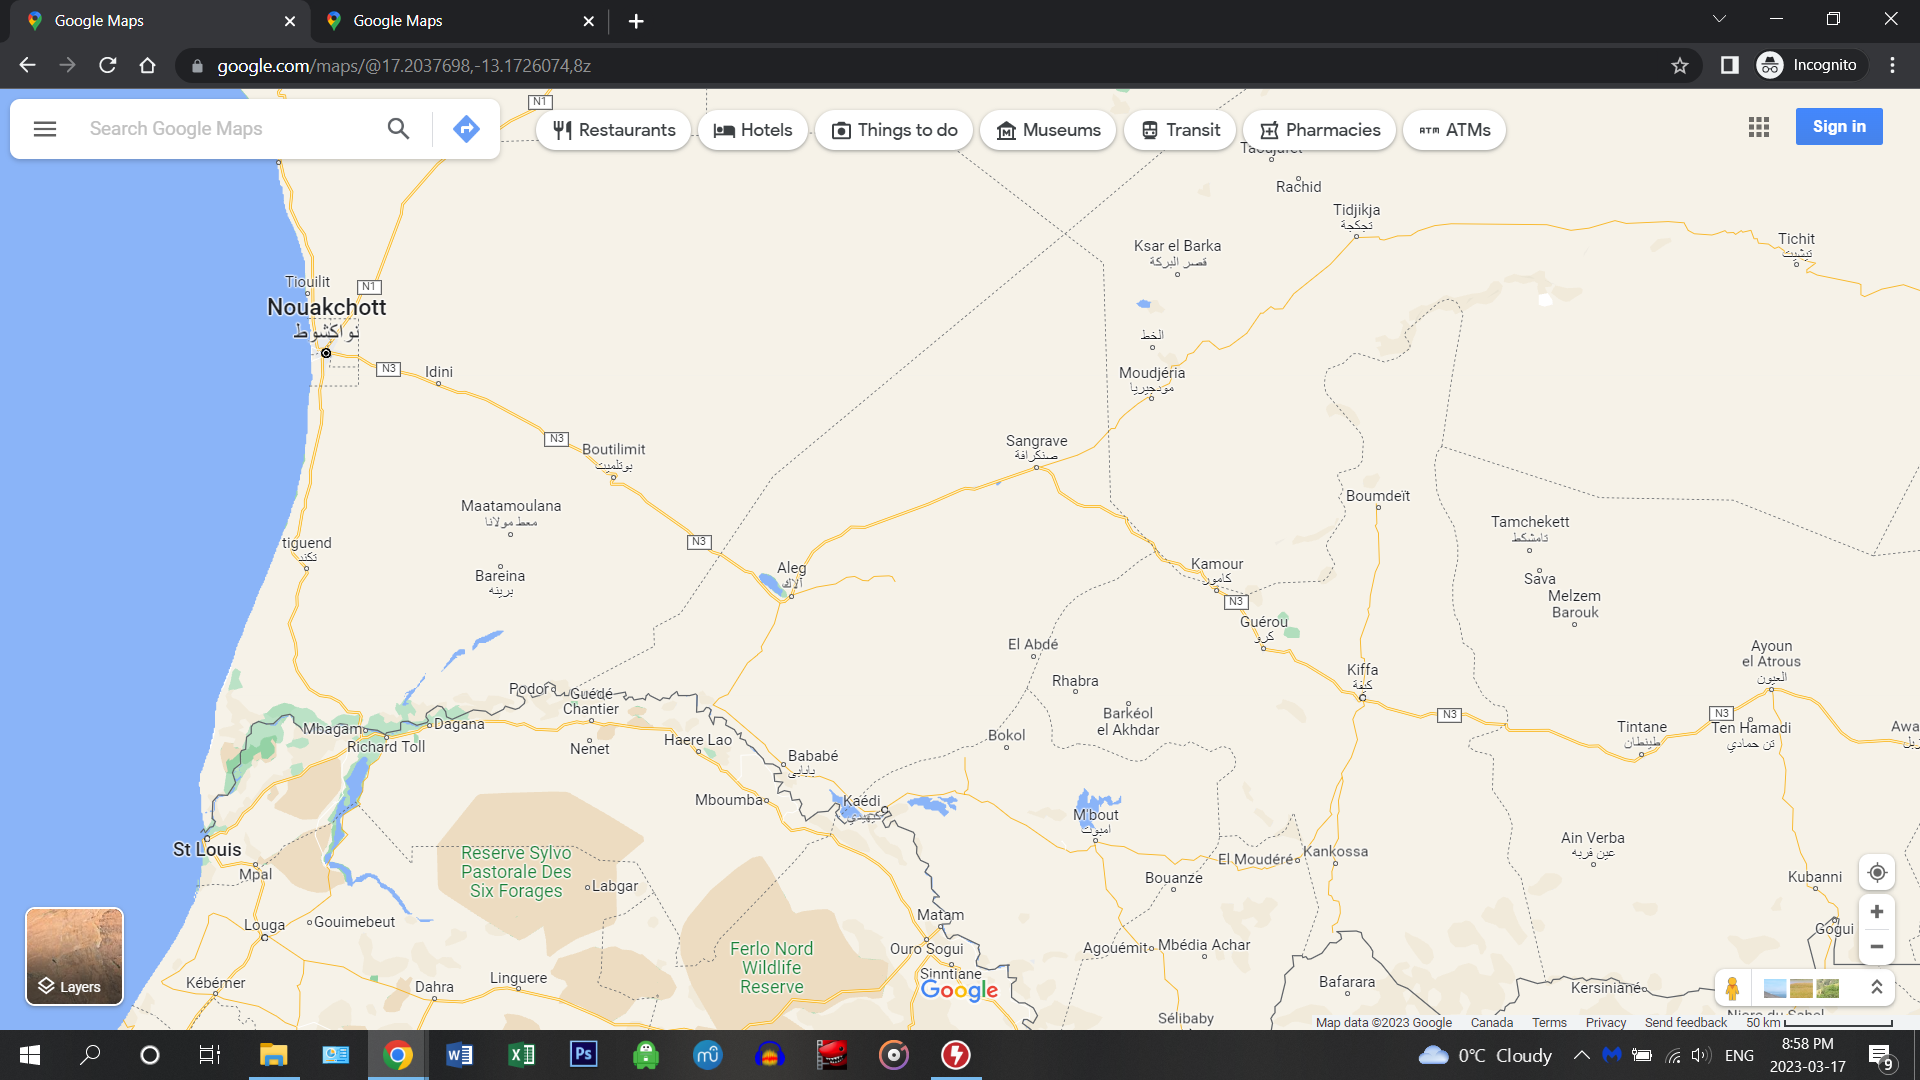 Google Maps
Google Maps
google.com/maps/@17.2037698,-13.1726074,8z
Incognito
Search Google Maps
Restaurants
Hotels
Things to do
Museums
Transit
Pharmacies
ATM ATMs
Sign in
N1
Rachid
Tidjikja
تجكجة
Ksar el Barka
قصر البركة
Tichit
تيشيت
Tiouilit
N1
Nouakchott
نواكشوط
الخط
N3
Idini
Moudjéria
مودجيريا
N3
Boutilimit
بوتلميت
Sangrave
صنكرافة
Maatamoulana
معط مولانا
Boumdeït
Tamchekett
تامشكط
tiguend
تكند
N3
Aleg
آلاك
Bareina
برينه
Kamour
كامور
N3
Sava
Melzem
Barouk
Guérou
كرو
El Abdé
Ayoun
el Atrous
العيون
Kiffa
كيفة
Rhabra
Podor
Guédé
Chantier
Barkéol
el Akhdar
N3
N3
Mbagam
Dagana
Richard Toll
Nenet
Haere Lao
Bokol
Tintane
طينطان
Ten Hamadi
تن حمادي
Awa
Bababé
بابابي
Mboumba
Kaédi
كيهيدي
M'bout
امبوت
St Louis
Mpal
Reserve Sylvo
Pastorale Des
Six Forages
Labgar
El Moudéré
Kankossa
Ain Verba
عين فربه
Bouanze
Kubanni
Louga
Gouimebeut
Matam
Ouro Sogui
Agouémit
Mbédia Achar
Gogui
Ferlo Nord
Wildlife
Reserve
Kébémer
Dahra
Linguere
Sinntiane
Google
Bafarara
Kersiniané
Layers
Sélibaby
Map data ©2023 Google
Canada
Terms
Privacy
Send feedback
50 km
0°C Cloudy
ENG
8:58 PM
2023-03-17
9